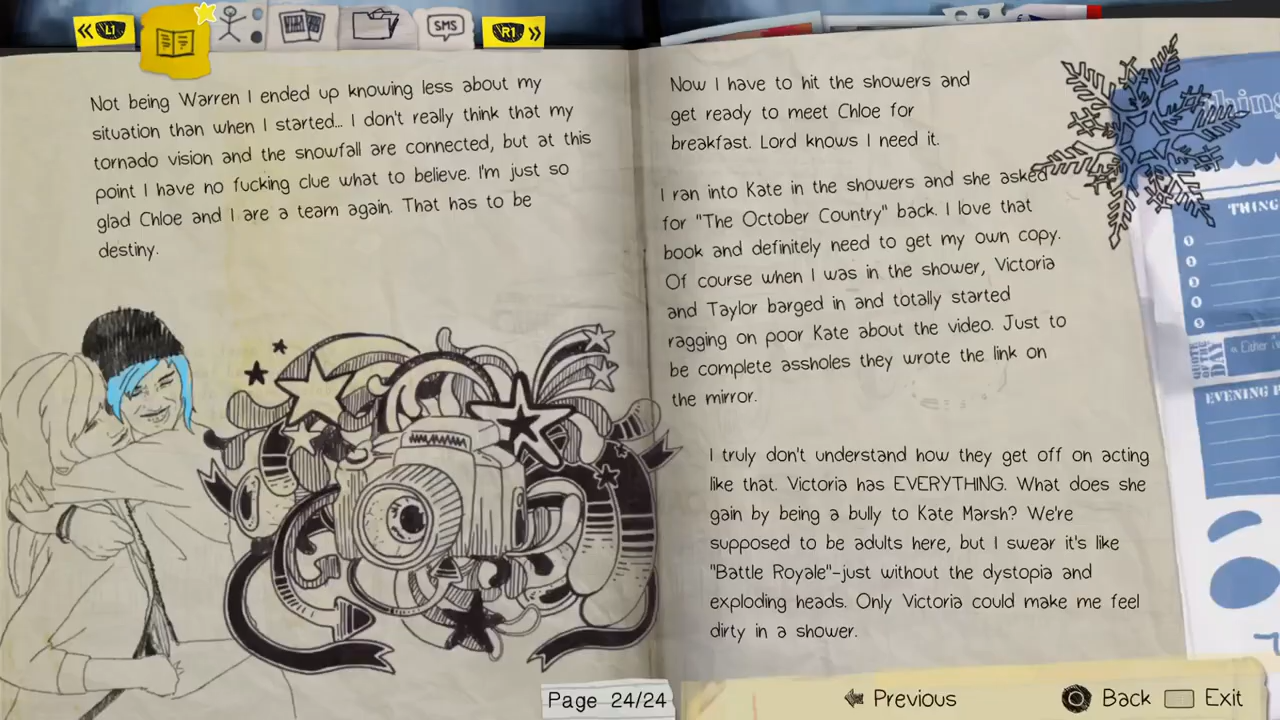 L1
SMS
R1
Not being Warren I ended up knowing less about my
situation than when I started... I don't really think that my
tornado vision and the snowfall are connected, but at this
point I have no fucking clue what to believe. I'm just so
glad Chloe and I are a team again. That has to be
destiny.
Now I have to hit the showers and
get ready to meet Chloe for
breakfast. Lord knows I need it.
I ran into Kate in the showers and she asked
for "The October Country" back. I love that
book and definitely need to get my own copy.
Of course when I was in the shower, Victoria
and Taylor barged in and totally started
ragging on poor Kate about the video. Just to
be complete assholes they wrote the link on
the mirror.
I truly don't understand how they get off on acting
like that. Victoria has EVERYTHING. What does she
gain by being a bully to Kate Marsh? We're
supposed to be adults here, but I swear it's like
"Battle Royale"-just without the dystopia and
exploding heads. Only Victoria could make me feel
dirty in a shower.
THING
QUOTE OF THE DAY
EVENING P
Page 24/24
Previous
Back
Exit